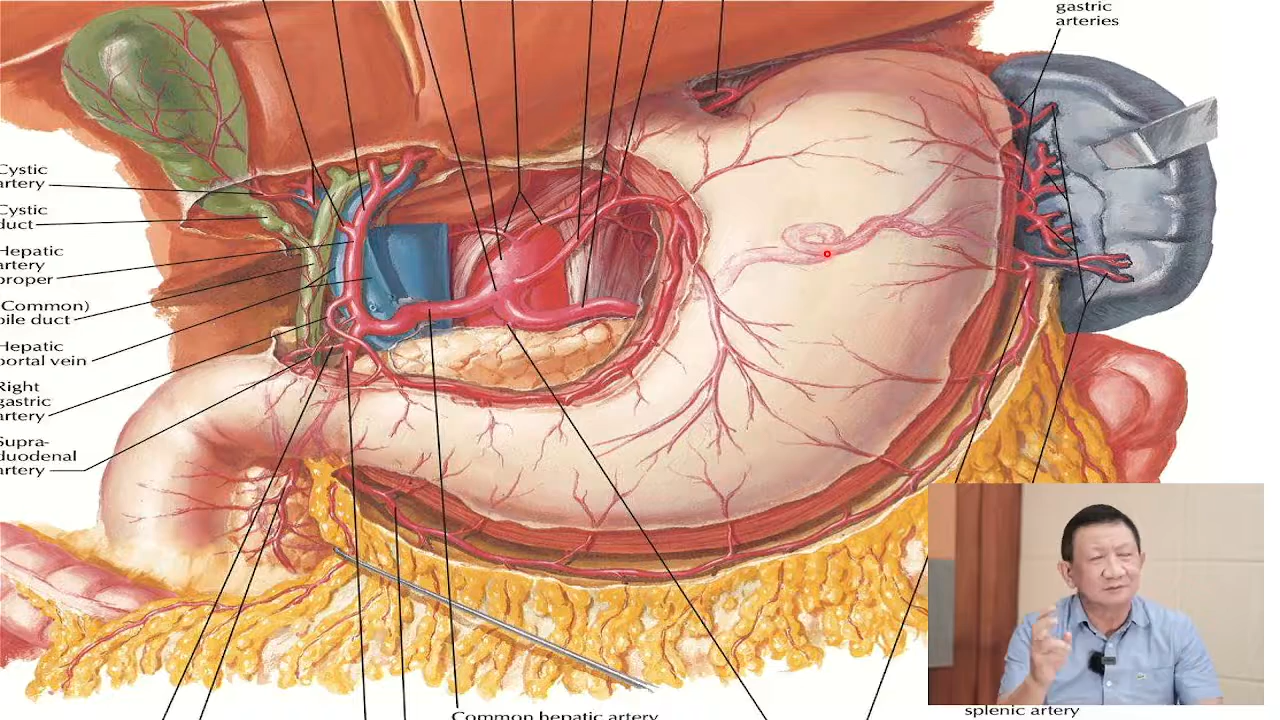 gastric
arteries
Cystic
artery
Cystic
duct
Hepatic
artery
proper
(Common)
bile duct
Hepatic
portal vein
Right
gastric
artery
Supra-
duodenal
artery
Common hepatic artery
splenic artery